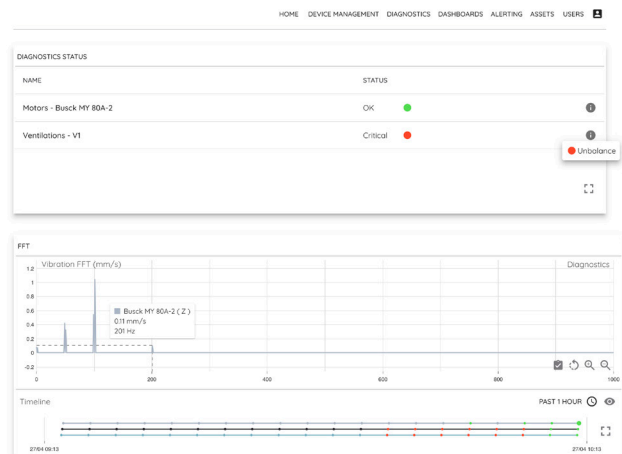 HOME DEVICE MANAGEMENT DIAGNOSTICS DASHBOARDS ALERTING ASSETS USERS
DIAGNOSTICS STATUS
NAME STATUS
Motors - Busck MY 80A-2 OK
Ventilations - V1 Critical
Unbalance
FFT
Vibration FFT (mm/s) Diagnostics
1.2
1
0.8
0.6
0.4
0.2
0
-0.2
Busck MY 80A-2 ( Z )
0.11 mm/s
201 Hz
0 200 400 600 800 1000
Timeline PAST 1 HOUR
27/04 09:13 27/04 10:13